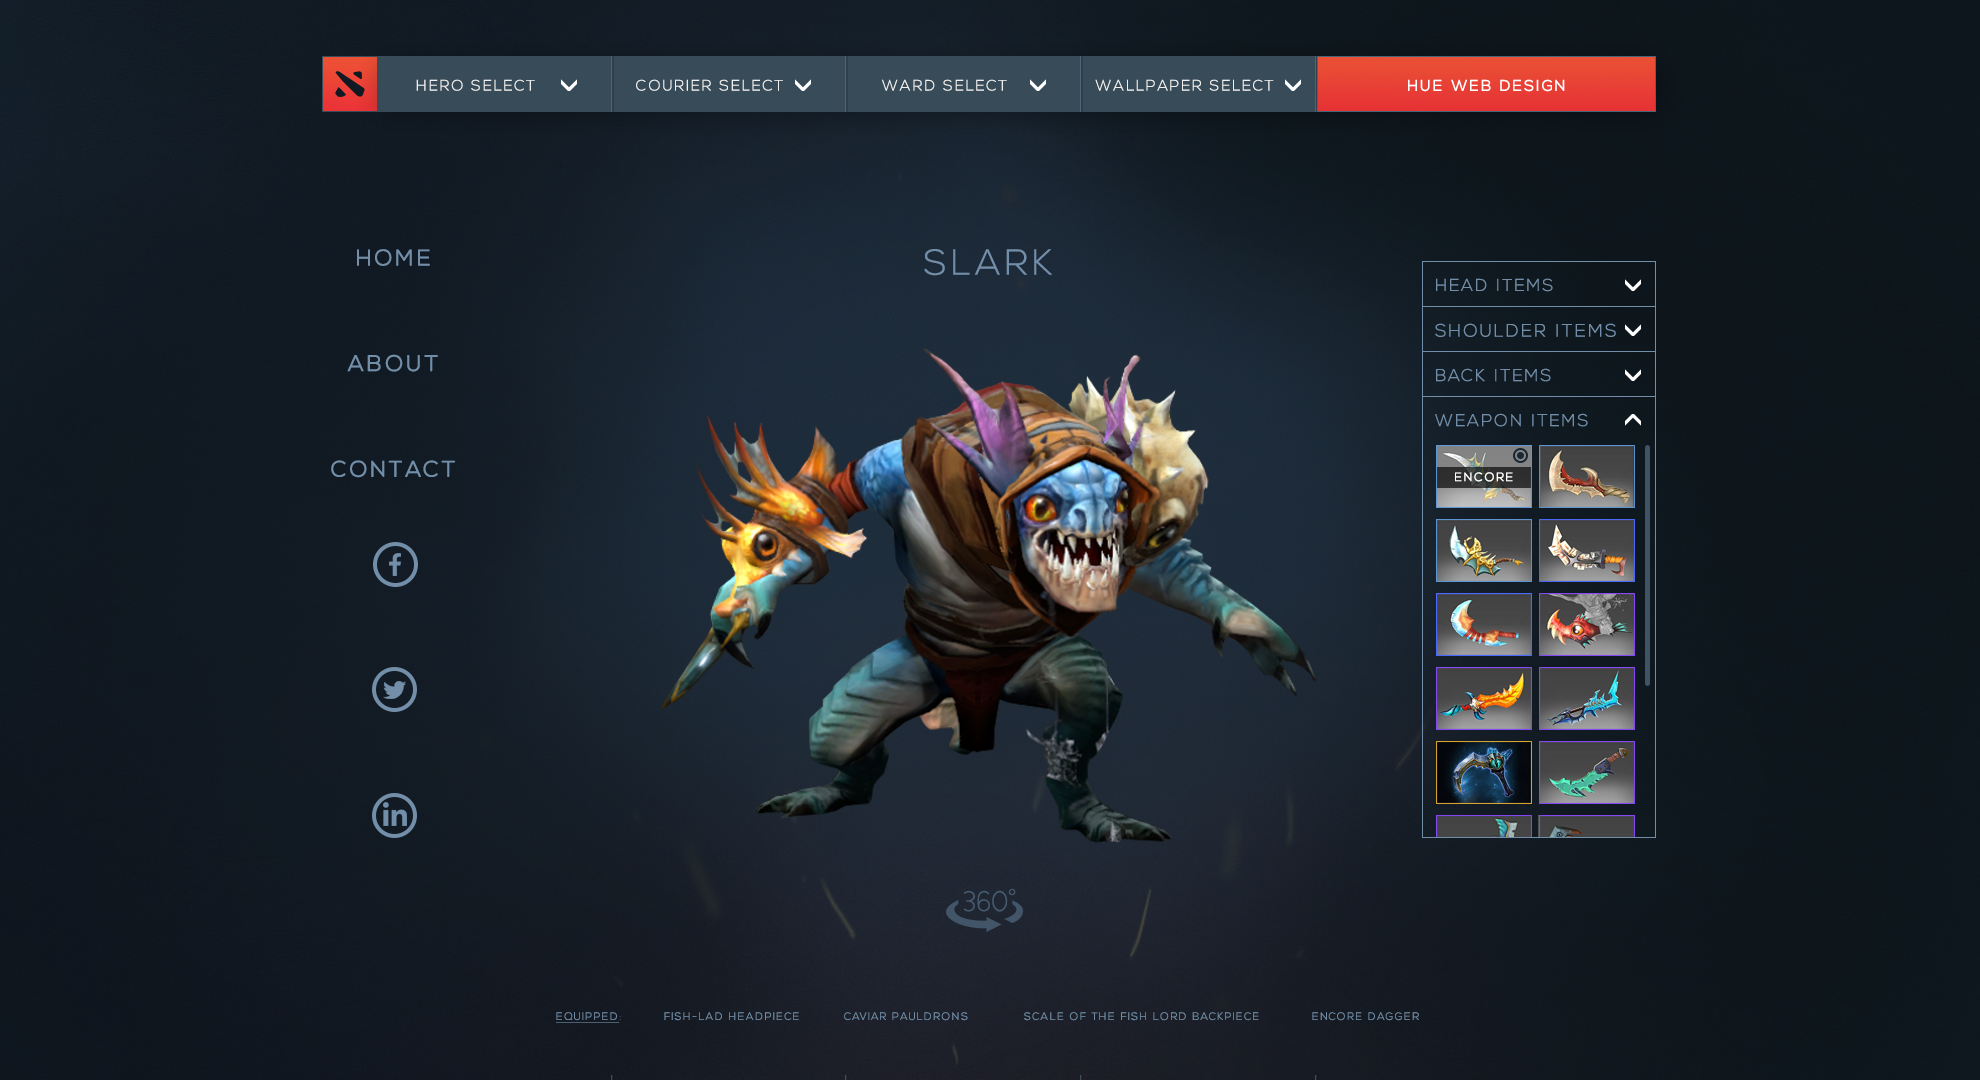 HERO SELECT
COURIER SELECT
WARD SELECT
WALLPAPER SELECT
HUE WEB DESIGN
HOME
ABOUT
CONTACT
SLARK
HEAD ITEMS
SHOULDER ITEMS
BACK ITEMS
WEAPON ITEMS
ENCORE
360°
EQUIPPED:
FISH-LAD HEADPIECE
CAVIAR PAULDRONS
SCALE OF THE FISH LORD BACKPIECE
ENCORE DAGGER